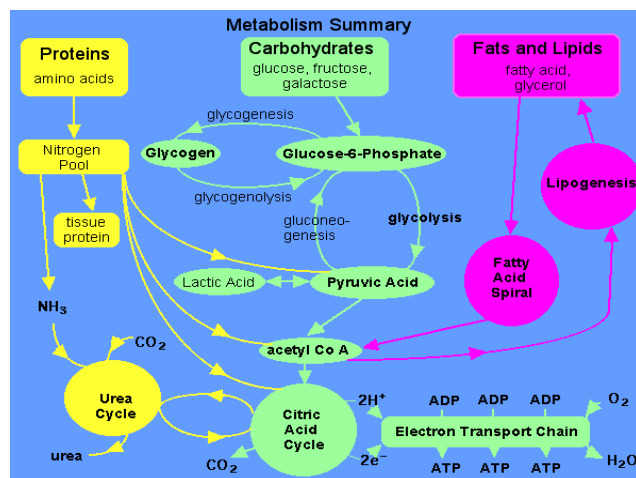 Metabolism Summary
Proteins
amino acids
Carbohydrates
glucose, fructose,
galactose
Fats and Lipids
fatty acid,
glycerol
glycogenesis
Nitrogen
Pool
Glycogen
Glucose-6-Phosphate
Lipogenesis
glycogenolysis
tissue
protein
gluconeo-
genesis
glycolysis
Fatty
Acid
Spiral
Lactic Acid
Pyruvic Acid
NH₃
CO₂
acetyl Co A
Urea
Cycle
Citric
Acid
Cycle
2H⁺
ADP ADP ADP
O₂
Electron Transport Chain
urea
CO₂
2e⁻
ATP ATP ATP
H₂O